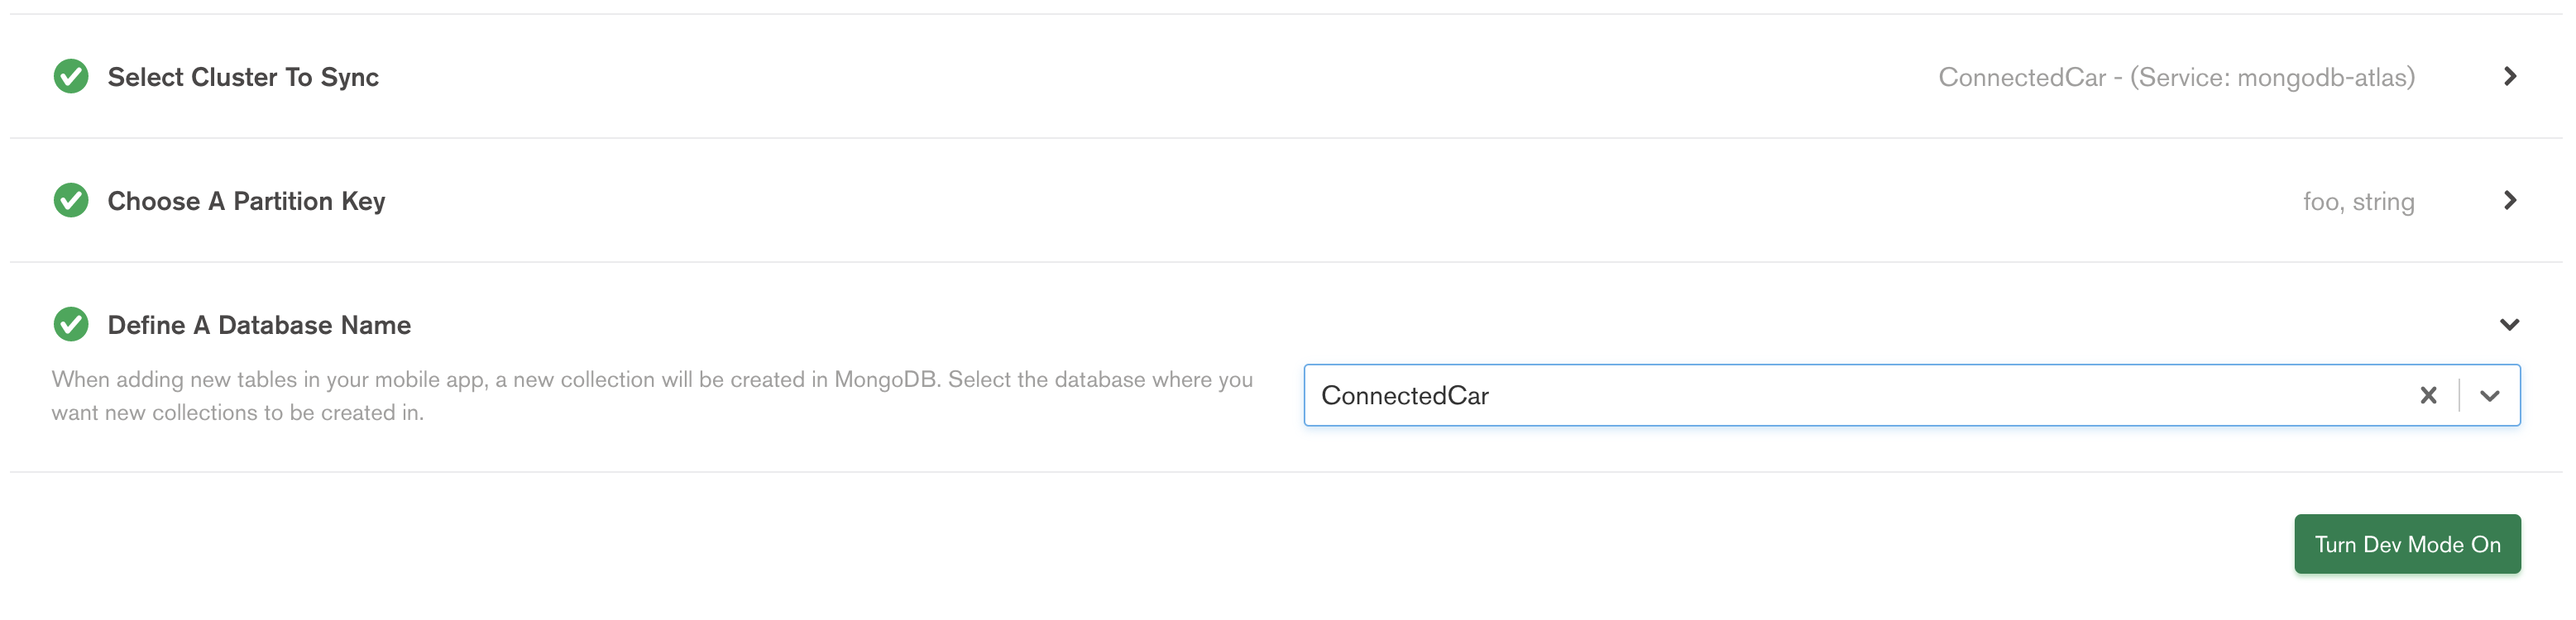 Select Cluster To Sync
ConnectedCar - (Service: mongodb-atlas)
Choose A Partition Key
foo, string
Define A Database Name
When adding new tables in your mobile app, a new collection will be created in MongoDB. Select the database where you
want new collections to be created in.
ConnectedCar
Turn Dev Mode On